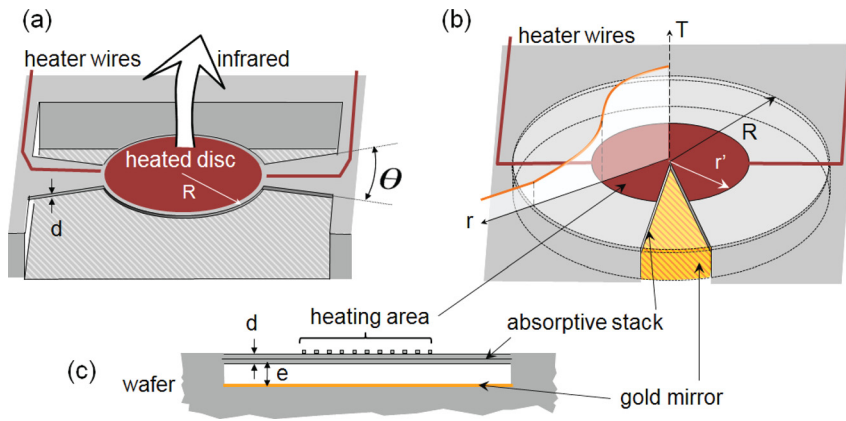 (a)
heater wires
infrared
heated disc
R
d
ϴ
(b)
heater wires
T
R
r'
r
heating area
d
absorptive stack
(c)
e
wafer
gold mirror